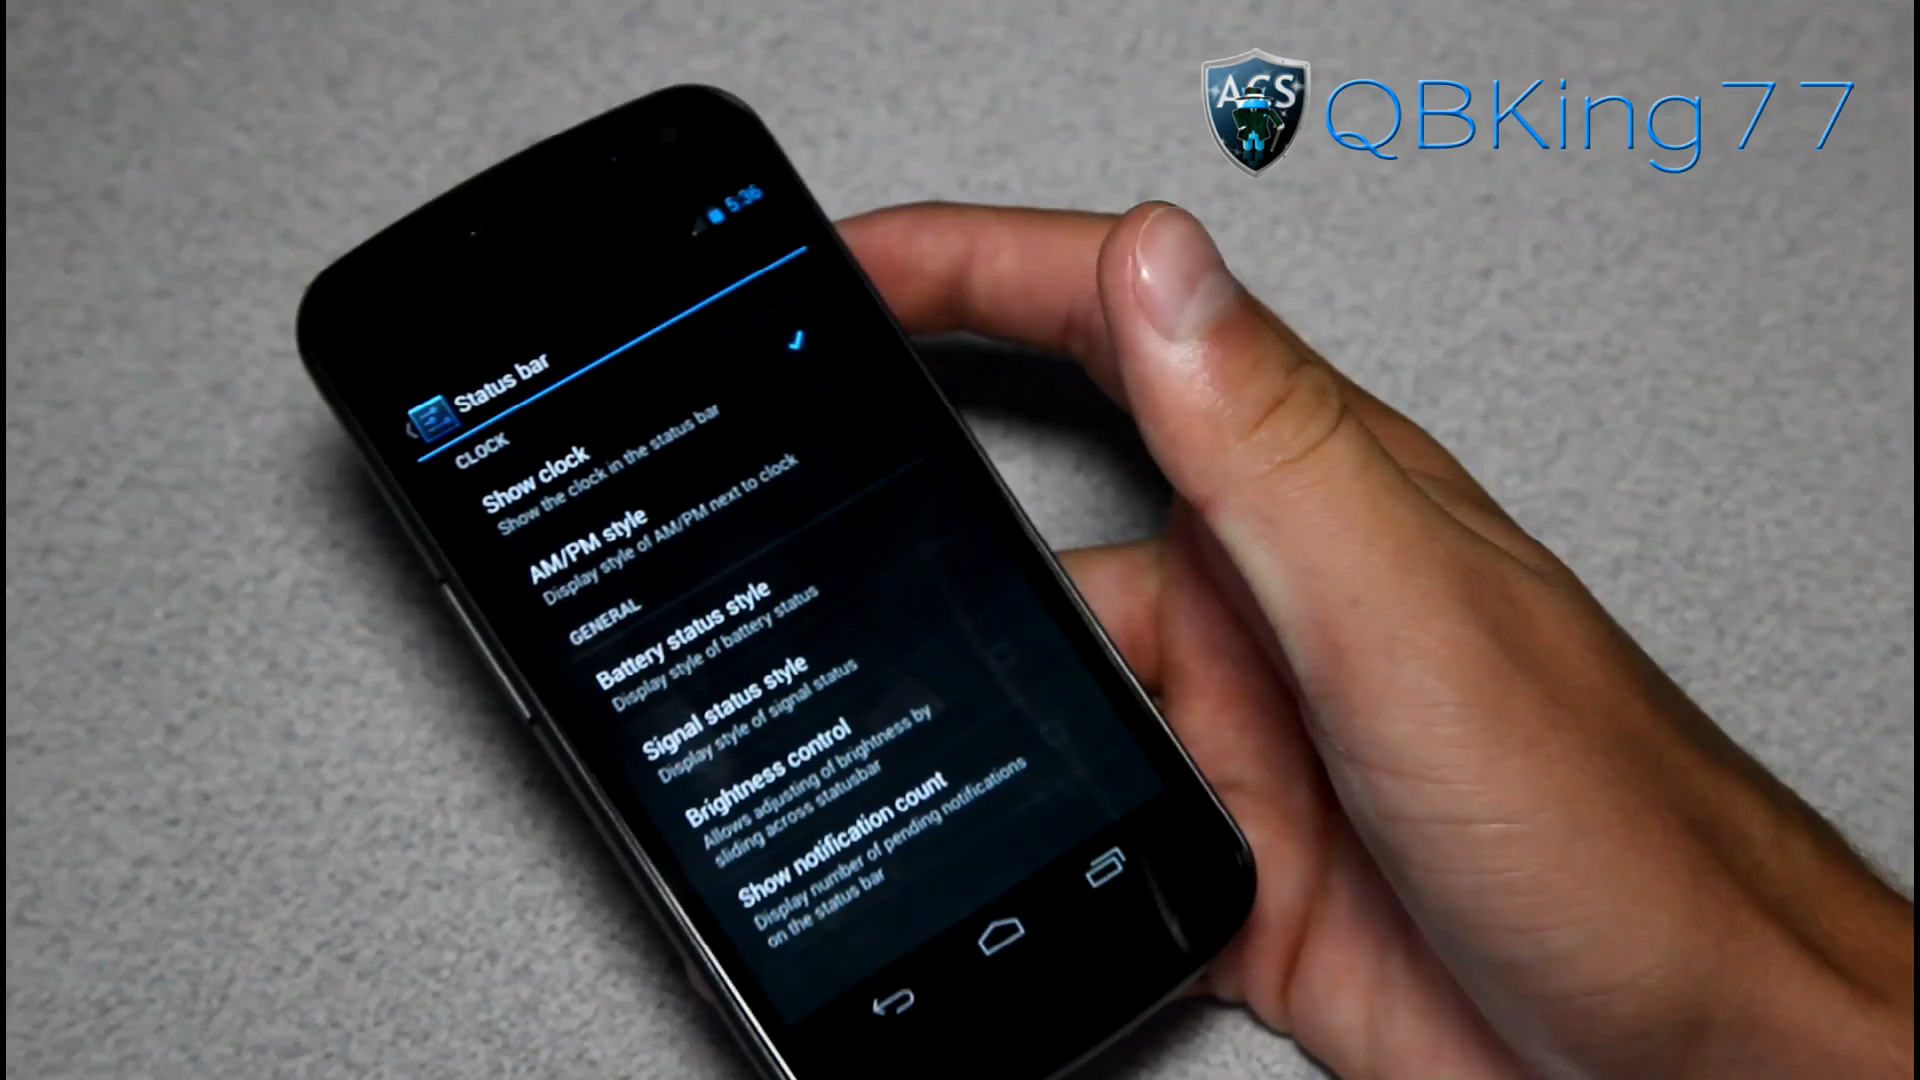 ACS
QBKing77
5:36
Status bar
CLOCK
Show clock
Show the clock in the status bar
AM/PM style
Display style of AM/PM next to clock
GENERAL
Battery status style
Display style of battery status
Signal status style
Display style of signal status
Brightness control
Allows adjusting of brightness by
sliding across statusbar
Show notification count
Display number of pending notifications
on the status bar